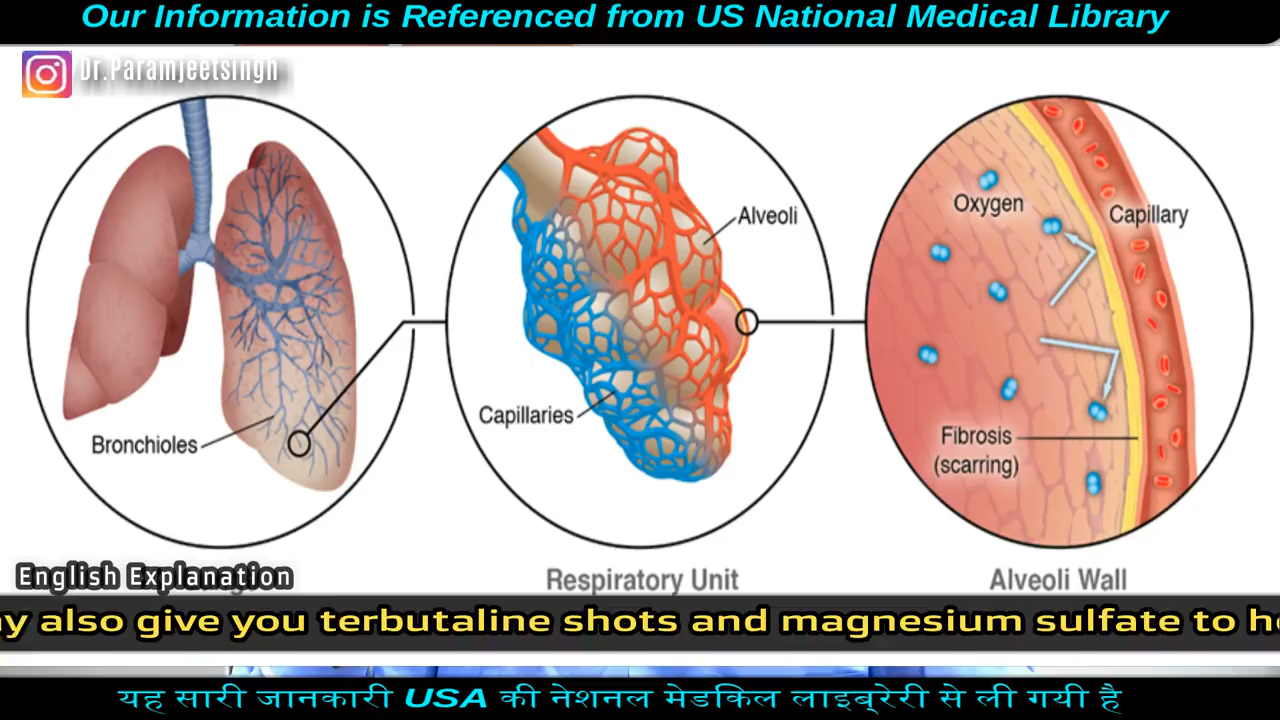 Our Information is Referenced from US National Medical Library
Dr.Paramjeetsingh
Alveoli
Oxygen
Capillary
Capillaries
Bronchioles
Fibrosis
(scarring)
English Explanation
Respiratory Unit
Alveoli Wall
also give you terbutaline shots and magnesium sulfate to
यह सारी जानकारी USA की नेशनल मेडकिल लाइब्रेरी से ली गयी है